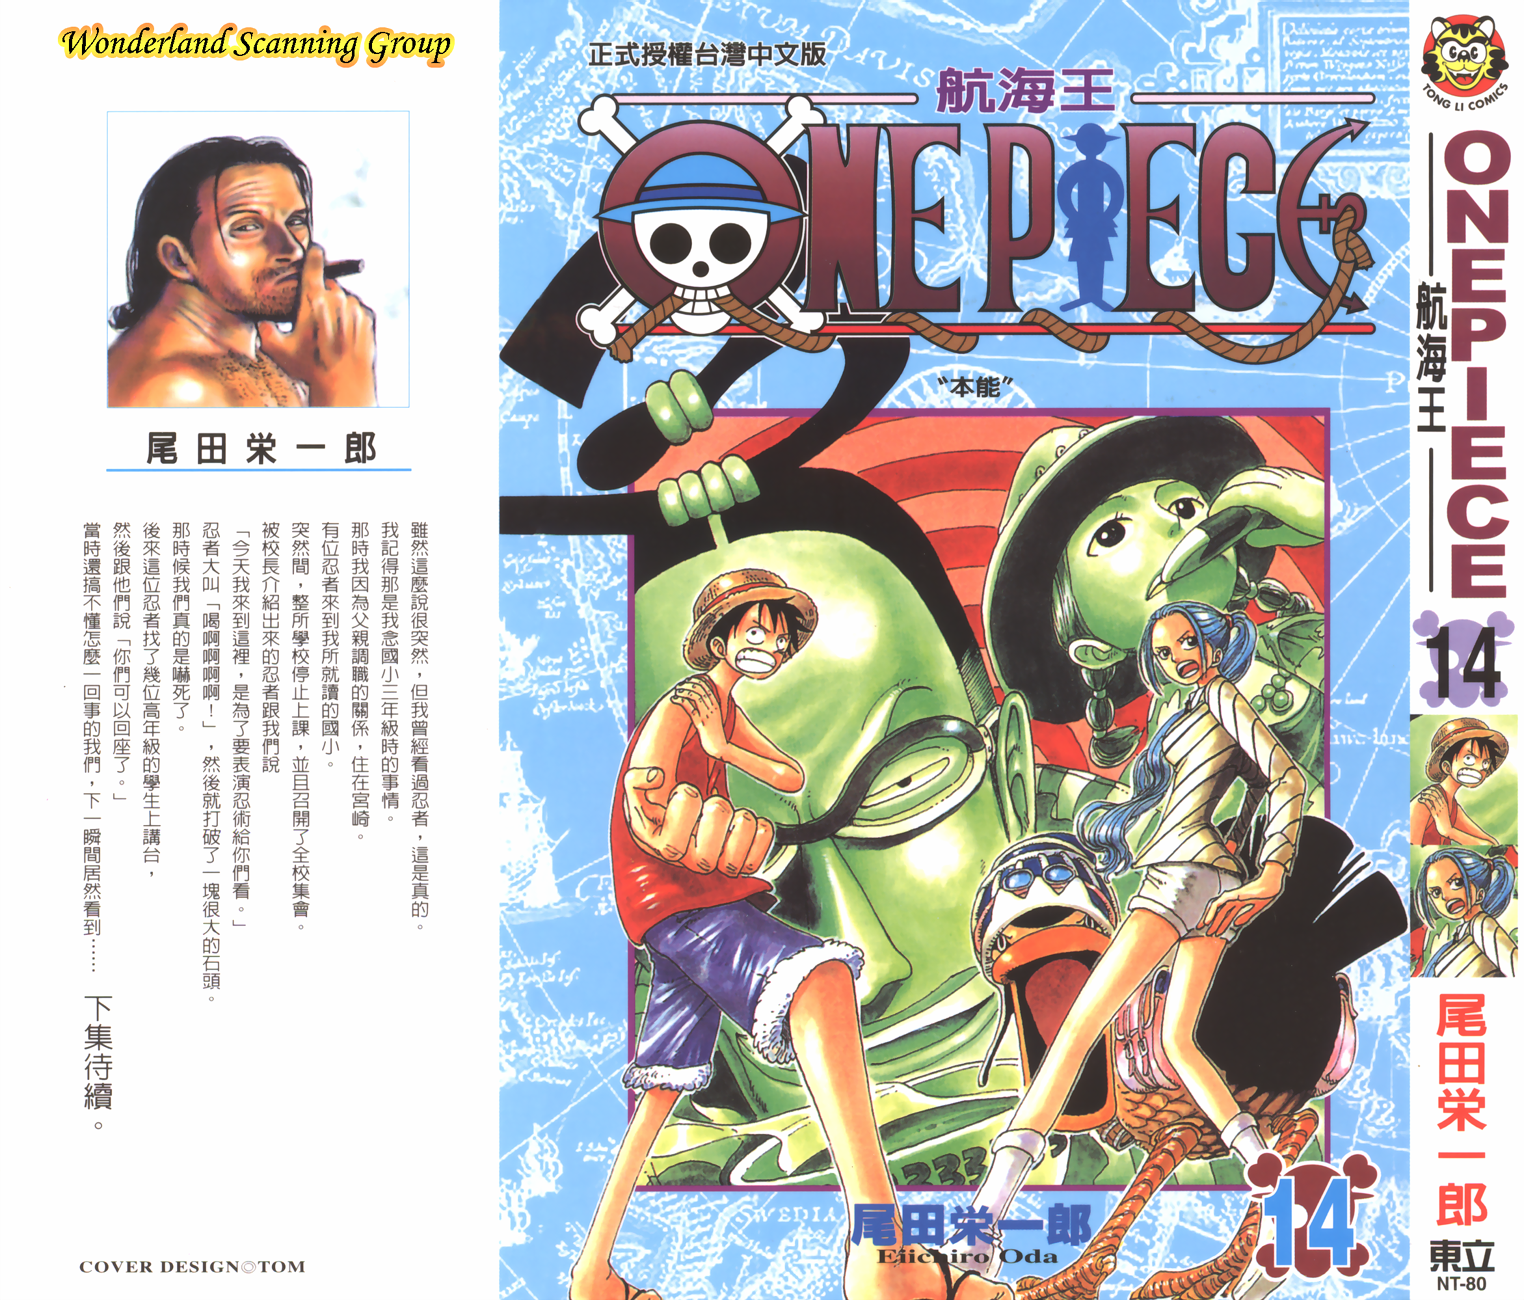 Wonderland Scanning Group
尾田栄一郎
雖然這麼說很突然，但我曾經看過忍者，這是真的。
我記得那是我念國小三年級時的事情。
那時我因為父親調職的關係，住在宮崎。
有位忍者來到我所就讀的國小。
突然間，整所學校停止上課，並且召開了全校集會。
被校長介紹出來的忍者跟我們說
「今天我來到這裡，是為了要表演忍術給你們看。」
忍者大叫「喝啊啊啊啊！」，然後就打破了一塊很大的石頭。
那時候我們真的是嚇死了。
後來這位忍者找了幾位高年級的學生上講台，
然後跟他們說「你們可以回座了。」
當時還搞不懂怎麼一回事的我們，下一瞬間居然看到…… 下集待續。
COVER DESIGN◎TOM
正式授權台灣中文版
航海王
ONE PIECE
“本能”
尾田栄一郎
Eiichiro Oda
14
TONG LI COMICS
ONE PIECE
航海王
14
尾田栄一郎
東立
NT-80